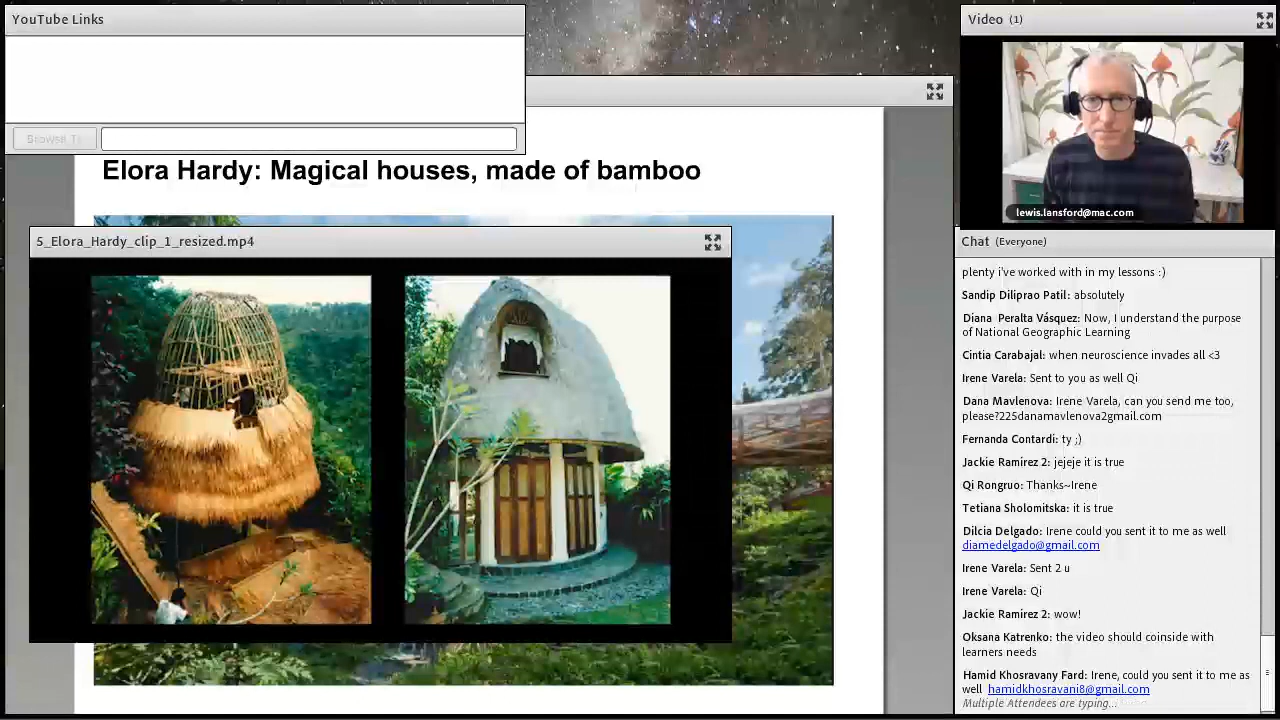 YouTube Links
Browse To
Elora Hardy: Magical houses, made of bamboo
5_Elora_Hardy_clip_1_resized.mp4
Video (1)
lewis.lansford@mac.com
Chat (Everyone)
plenty i've worked with in my lessons :)
Sandip Diliprao Patil: absolutely
Diana Peralta Vásquez: Now, I understand the purpose
of National Geographic Learning
Cintia Carabajal: when neuroscience invades all <3
Irene Varela: Sent to you as well Qi
Dana Mavlenova: Irene Varela, can you send me too,
please?225danamavlenova2gmail.com
Fernanda Contardi: ty ;)
Jackie Ramirez 2: jejeje it is true
Qi Rongruo: Thanks~Irene
Tetiana Sholomitska: it is true
Dilcia Delgado: Irene could you sent it to me as well
diamedelgado@gmail.com
Irene Varela: Sent 2 u
Irene Varela: Qi
Jackie Ramirez 2: wow!
Oksana Katrenko: the video should coinside with
learners needs
Hamid Khosravany Fard: Irene, could you sent it to me as
well hamidkhosravani8@gmail.com
Multiple Attendees are typing...